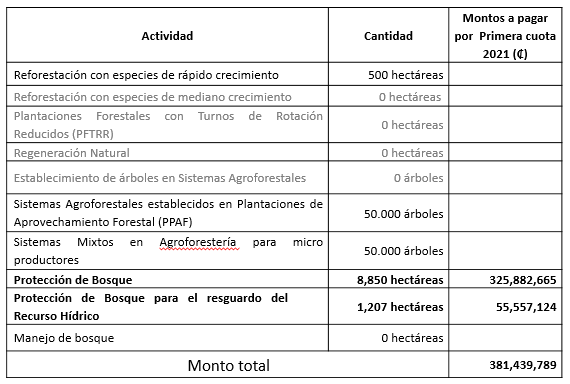 Actividad
Cantidad
Montos a pagar
por Primera cuota
2021 (₡)
Reforestación con especies de rápido crecimiento
500 hectáreas
Reforestación con especies de mediano crecimiento
0 hectáreas
Plantaciones Forestales con Turnos de Rotación
Reducidos (PFTRR)
0 hectáreas
Regeneración Natural
0 hectáreas
Establecimiento de árboles en Sistemas Agroforestales
0 árboles
Sistemas Agroforestales establecidos en Plantaciones de
Aprovechamiento Forestal (PPAF)
50.000 árboles
Sistemas Mixtos en Agroforestería para micro
productores
50.000 árboles
Protección de Bosque
8,850 hectáreas
325,882,665
Protección de Bosque para el resguardo del
Recurso Hídrico
1,207 hectáreas
55,557,124
Manejo de bosque
0 hectáreas
Monto total
381,439,789